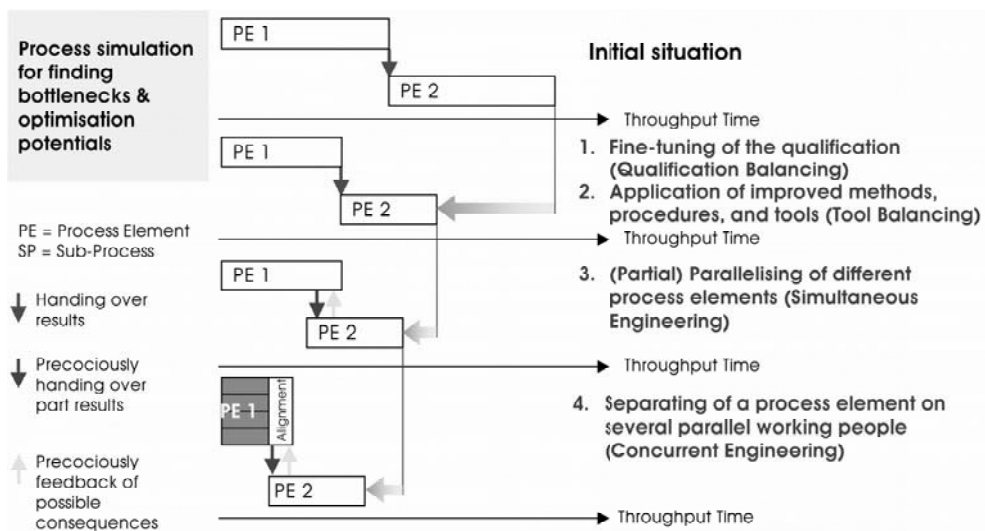 Process simulation
for finding
bottlenecks &
optimisation
potentials
PE = Process Element
SP = Sub-Process
Handing over
results
Precociously
handing over
part results
Precociously
feedback of
possible
consequences
PE 1
PE 2
Initial situation
Throughput Time
PE 1
PE 2
1. Fine-tuning of the qualification
(Qualification Balancing)
2. Application of improved methods,
procedures, and tools (Tool Balancing)
Throughput Time
PE 1
PE 2
3. (Partial) Parallelising of different
process elements (Simultaneous
Engineering)
Throughput Time
PE 1
Alignment
PE 2
4. Separating of a process element on
several parallel working people
(Concurrent Engineering)
Throughput Time